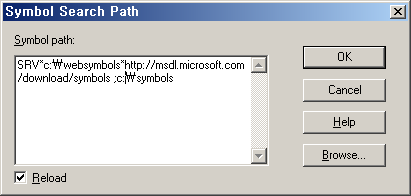 Symbol Search Path
Symbol path:
SRV*c:₩websymbols*http://msdl.microsoft.com
/download/symbols ;c:₩symbols
OK
Cancel
Help
Browse...
Reload